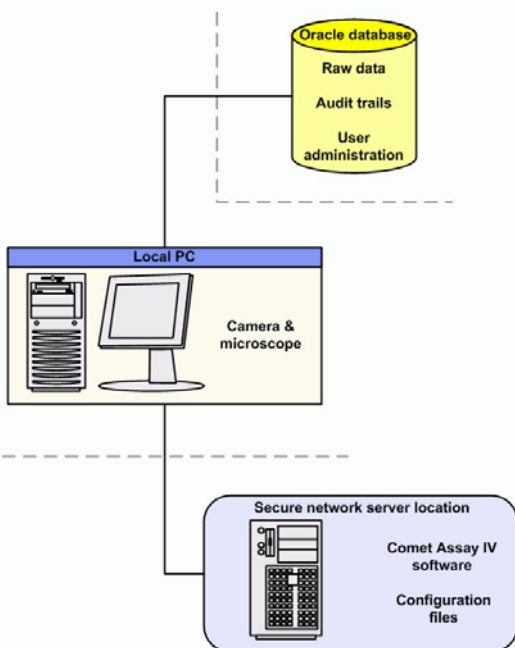 Oracle database
Raw data
Audit trails
User
administration
Local PC
Camera &
microscope
Secure network server location
Comet Assay IV
software
Configuration
files